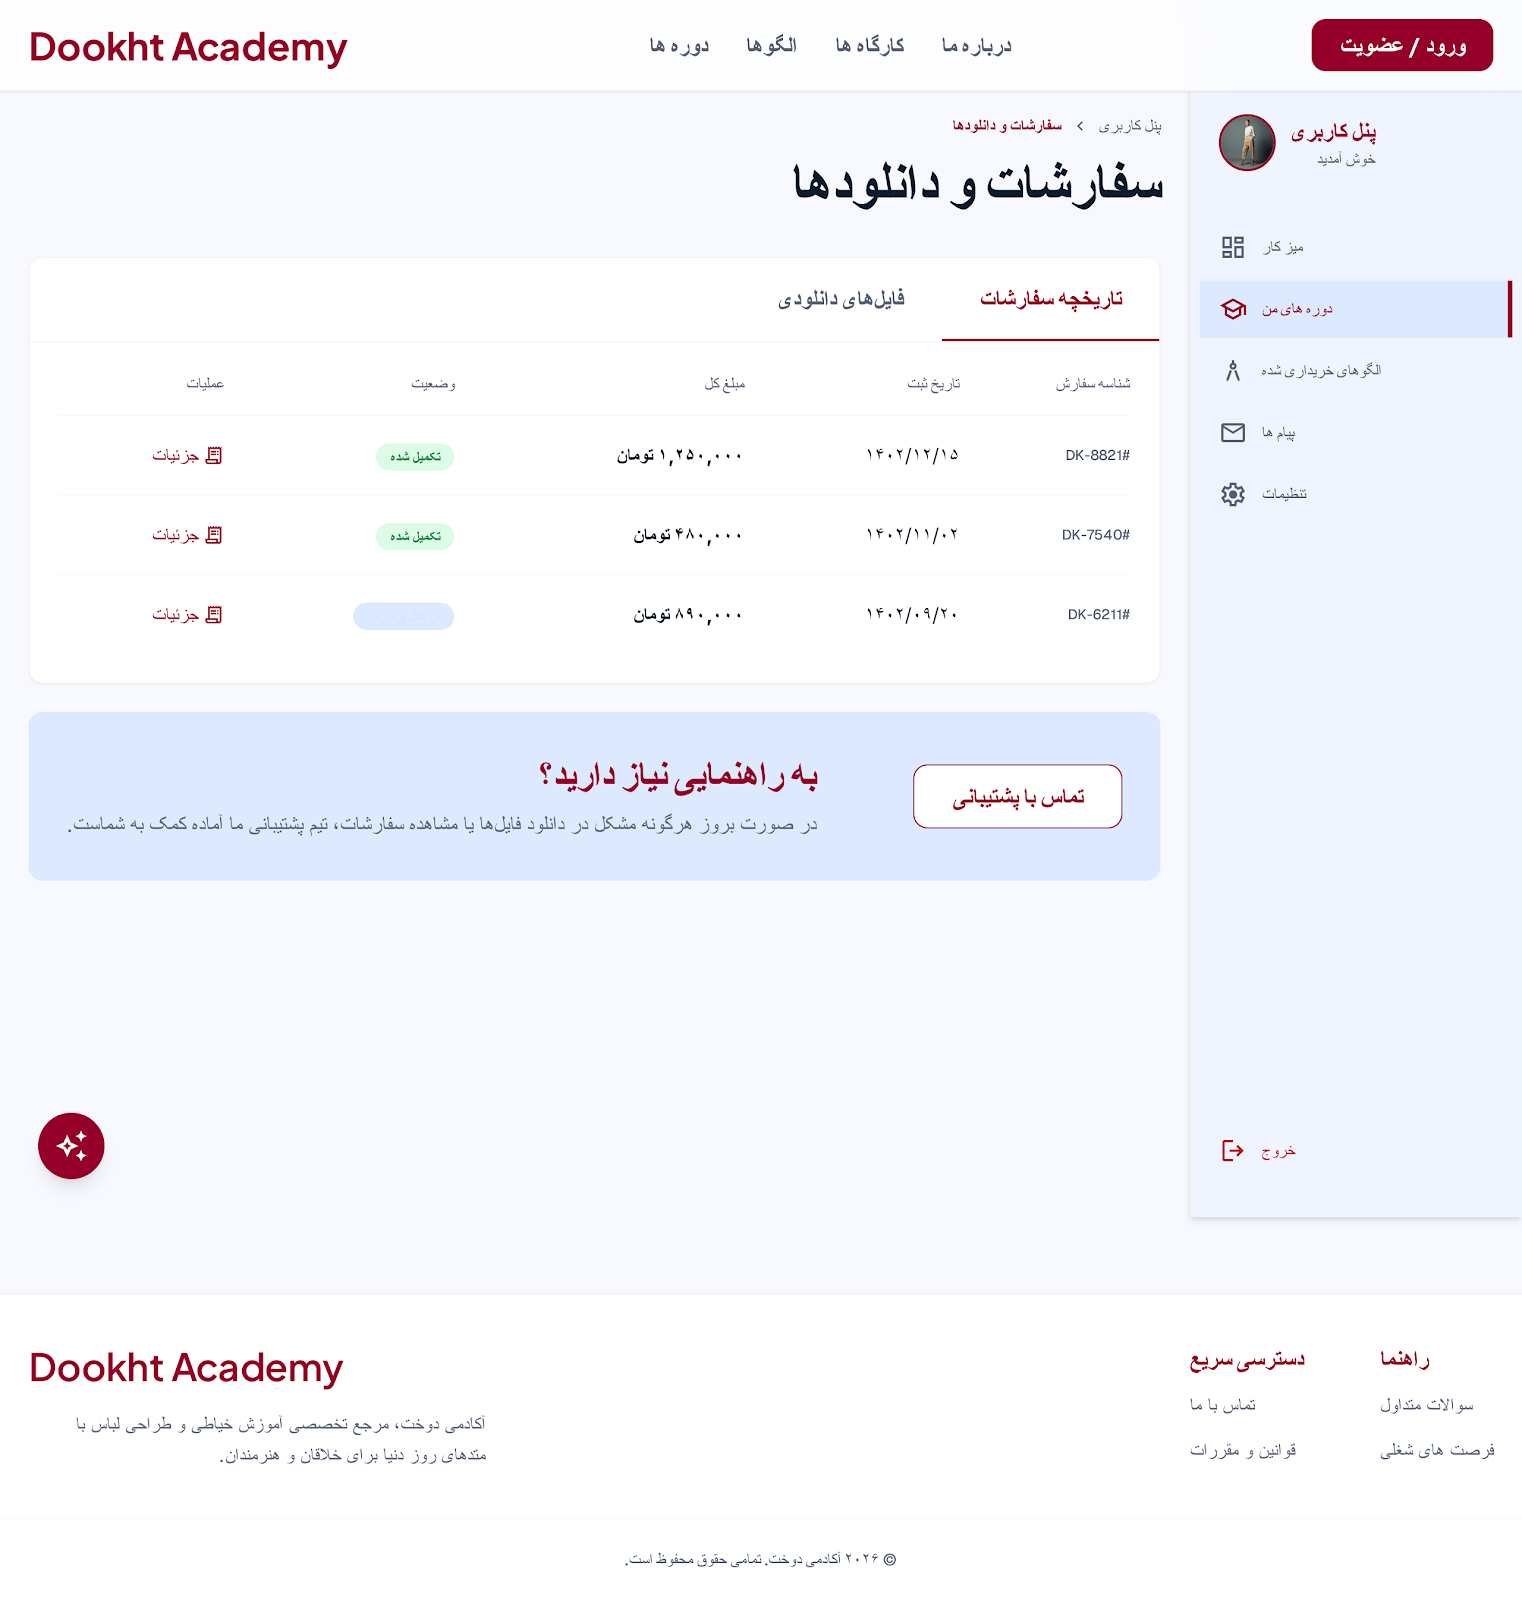 ورود / عضویت
درباره ما
کارگاه ها
الگوها
دوره ها
Dookht Academy
پنل کاربری
خوش آمدید
میز کار
دوره های من
الگوهای خریداری شده
پیام ها
تنظیمات
خروج
پنل کاربری
سفارشات و دانلودها
سفارشات و دانلودها
تاریخچه سفارشات
فایل‌های دانلودی
شناسه سفارش تاریخ ثبت مبلغ کل وضعیت عملیات
DK-8821# ۱۴۰۲/۱۲/۱۵ ۱,۲۵۰,۰۰۰ تومان تکمیل شده جزئیات
DK-7540# ۱۴۰۲/۱۱/۰۲ ۴۸۰,۰۰۰ تومان تکمیل شده جزئیات
DK-6211# ۱۴۰۲/۰۹/۲۰ ۸۹۰,۰۰۰ تومان جزئیات
تماس با پشتیبانی
به راهنمایی نیاز دارید؟
در صورت بروز هرگونه مشکل در دانلود فایل‌ها یا مشاهده سفارشات، تیم پشتیبانی ما آماده کمک به شماست.
راهنما
سوالات متداول
فرصت های شغلی
دسترسی سریع
تماس با ما
قوانین و مقررات
Dookht Academy
آکادمی دوخت، مرجع تخصصی آموزش خیاطی و طراحی لباس با
متدهای روز دنیا برای خلاقان و هنرمندان.
© ۲۰۲۶ آکادمی دوخت. تمامی حقوق محفوظ است.